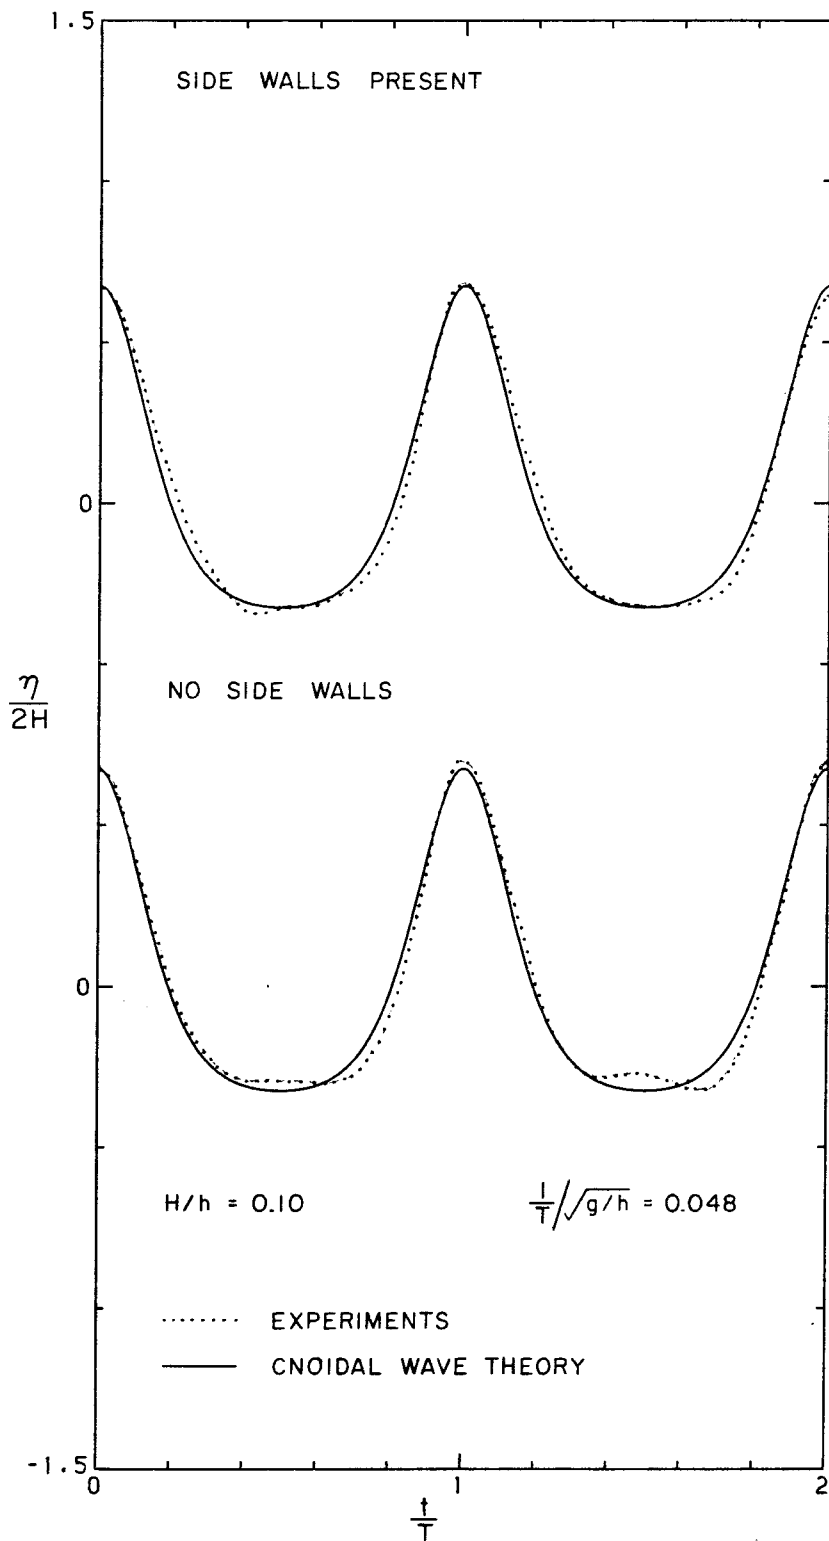 1.5
SIDE WALLS PRESENT
0
η/2H
NO SIDE WALLS
0
H/h = 0.10
1/T/√g/h = 0.048
EXPERIMENTS
CNOIDAL WAVE THEORY
-1.5
0 1 2
t/T